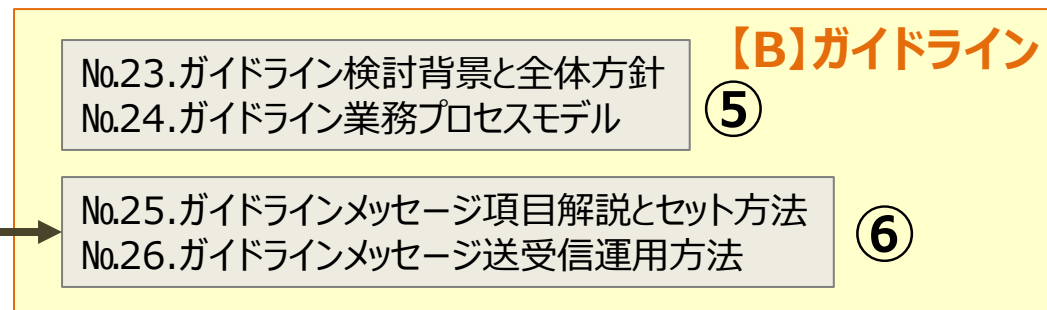 【B】ガイドライン
№23.ガイドライン検討背景と全体方針
№24.ガイドライン業務プロセスモデル
⑤
№25.ガイドラインメッセージ項目解説とセット方法
№26.ガイドラインメッセージ送受信運用方法
⑥